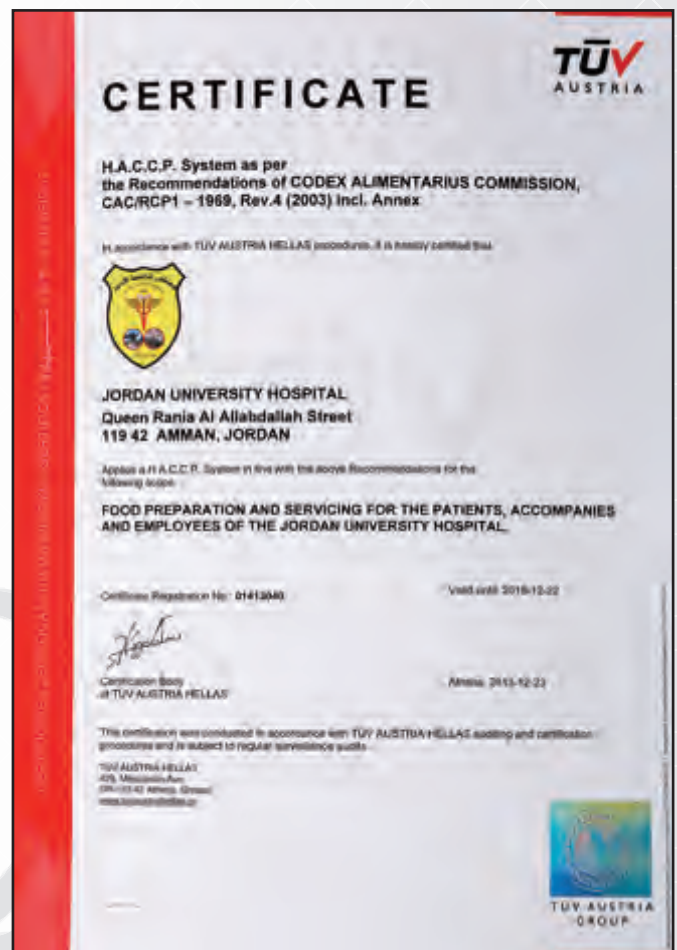 TÜV
AUSTRIA
CERTIFICATE
H.A.C.C.P. System as per
the Recommendations of CODEX ALIMENTARIUS COMMISSION,
CAC/RCP1 – 1969, Rev.4 (2003) incl. Annex
In accordance with TÜV AUSTRIA HELLAS procedures, it is hereby certified that
JORDAN UNIVERSITY HOSPITAL
Queen Rania Al Allabdallah Street
119 42 AMMAN, JORDAN
Applies a H.A.C.C.P. System in line with the above Recommendations for the
following scope
FOOD PREPARATION AND SERVICING FOR THE PATIENTS, ACCOMPANIES
AND EMPLOYEES OF THE JORDAN UNIVERSITY HOSPITAL.
Certificate Registration No.:
Valid until
Certification Body
at TÜV AUSTRIA HELLAS
Athens,
This certification was conducted in accordance with TÜV AUSTRIA HELLAS auditing and certification
procedures and is subject to regular surveillance audits
TÜV AUSTRIA HELLAS
TÜV AUSTRIA
GROUP